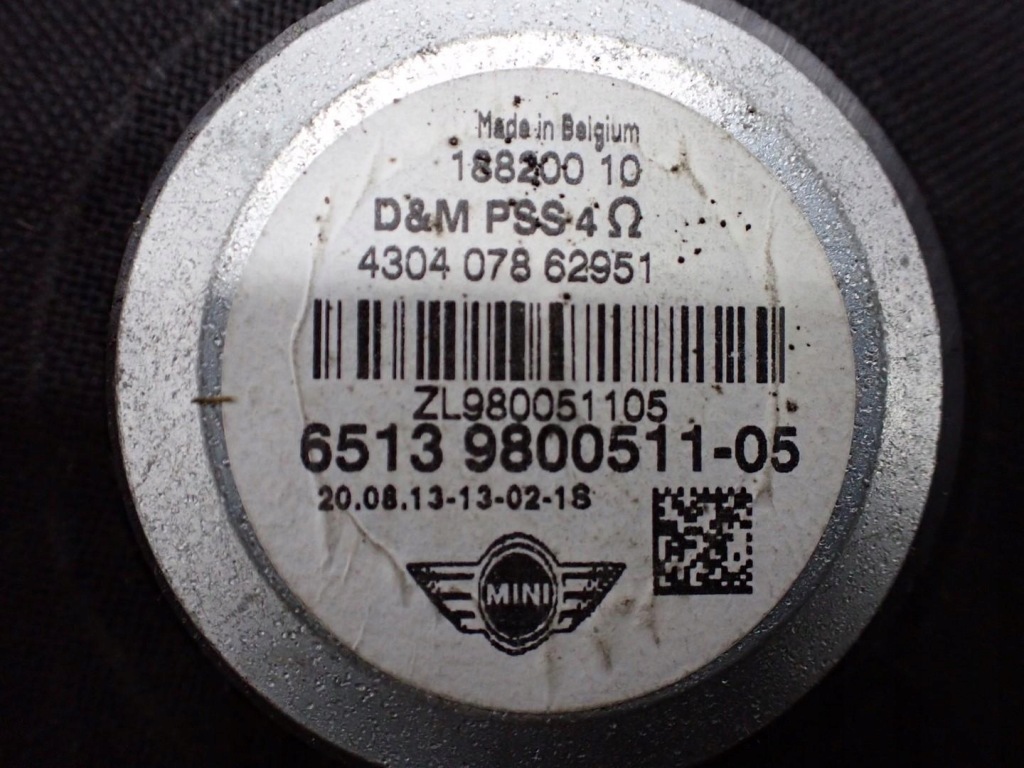 Made in Belgium
188200 10
D&M PSS 4 Ω
4304 078 62951
ZL980051105
6513 9800511-05
20.08.13-13-02-18
MINI